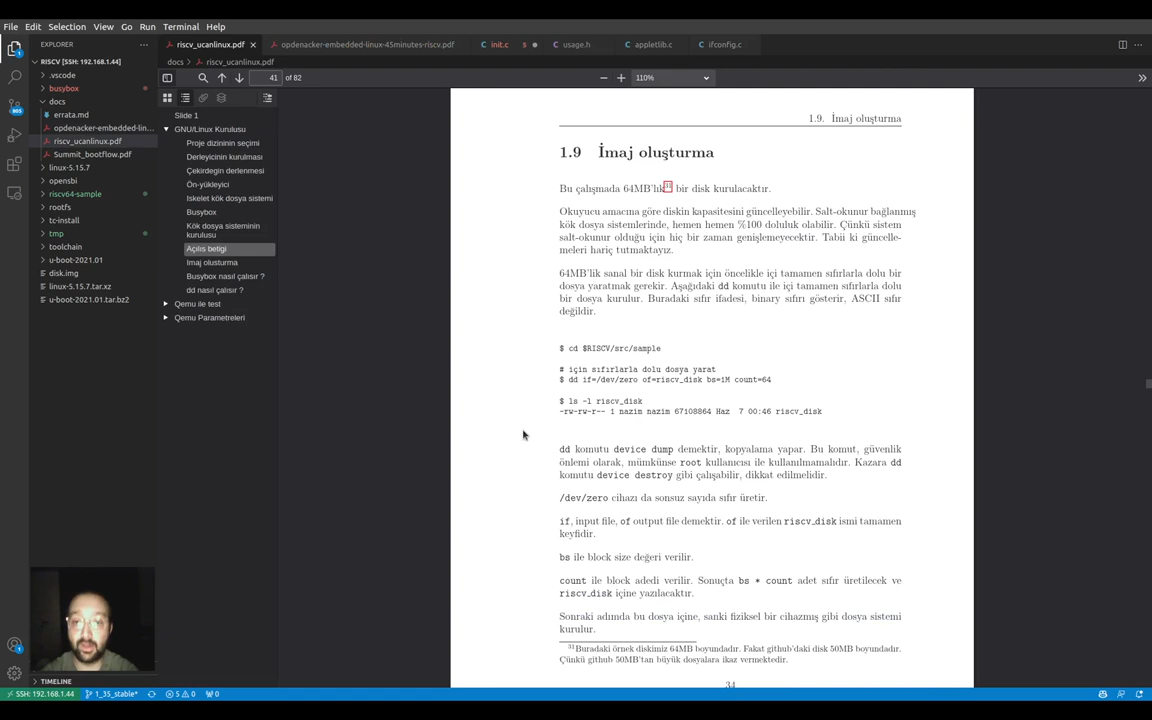 File Edit Selection View Go Run Terminal Help
EXPLORER
RISCV [SSH: 192.168.1.44]
.vscode
busybox
docs
errata.md
opdenacker-embedded-lin...
riscv_ucanlinux.pdf
Summit_bootflow.pdf
linux-5.15.7
opensbi
riscv64-sample
rootfs
tc-install
tmp
toolchain
u-boot-2021.01
disk.img
linux-5.15.7.tar.xz
u-boot-2021.01.tar.bz2
TIMELINE
riscv_ucanlinux.pdf opdenacker-embedded-linux-45minutes-riscv.pdf init.c 5 usage.h appletlib.c ifconfig.c
docs > riscv_ucanlinux.pdf
41 of 82 110%
Slide 1
GNU/Linux Kurulusu
Proje dizininin seçimi
Derleyicinin kurulması
Çekirdegin derlenmesi
Ön-yükleyici
Iskelet kök dosya sistemi
Busybox
Kök dosya sisteminin
kurulusu
Açılıs betigi
Imaj olusturma
Busybox nasıl çalısır ?
dd nasıl çalısır ?
Qemu ile test
Qemu Parametreleri
1.9. İmaj oluşturma
1.9 İmaj oluşturma
Bu çalışmada 64MB'lık31 bir disk kurulacaktır.
Okuyucu amacına göre diskin kapasitesini güncelleyebilir. Salt-okunur bağlanmış
kök dosya sistemlerinde, hemen hemen %100 doluluk olabilir. Çünkü sistem
salt-okunur olduğu için hiç bir zaman genişlemeyecektir. Tabii ki güncelle-
meleri hariç tutmaktayız.
64MB'lik sanal bir disk kurmak için öncelikle içi tamamen sıfırlarla dolu bir
dosya yaratmak gerekir. Aşağıdaki dd komutu ile içi tamamen sıfırlarla dolu
bir dosya kurulur. Buradaki sıfır ifadesi, binary sıfırı gösterir, ASCII sıfır
değildir.
$ cd $RISCV/src/sample
# için sıfırlarla dolu dosya yarat
$ dd if=/dev/zero of=riscv_disk bs=1M count=64
$ ls -l riscv_disk
-rw-rw-r-- 1 nazim nazim 67108864 Haz 7 00:46 riscv_disk
dd komutu device dump demektir, kopyalama yapar. Bu komut, güvenlik
önlemi olarak, mümkünse root kullanıcısı ile kullanılmamalıdır. Kazara dd
komutu device destroy gibi çalışabilir, dikkat edilmelidir.
/dev/zero cihazı da sonsuz sayıda sıfır üretir.
if, input file, of output file demektir. of ile verilen riscv_disk ismi tamamen
keyfidir.
bs ile block size değeri verilir.
count ile block adedi verilir. Sonuçta bs * count adet sıfır üretilecek ve
riscv_disk içine yazılacaktır.
Sonraki adımda bu dosya içine, sanki fiziksel bir cihazmış gibi dosya sistemi
kurulur.
31Buradaki örnek diskimiz 64MB boyundadır. Fakat github'daki disk 50MB boyundadır.
Çünkü github 50MB'tan büyük dosyalara ikaz vermektedir.
34
SSH: 192.168.1.44 1_35_stable* 5 0 0